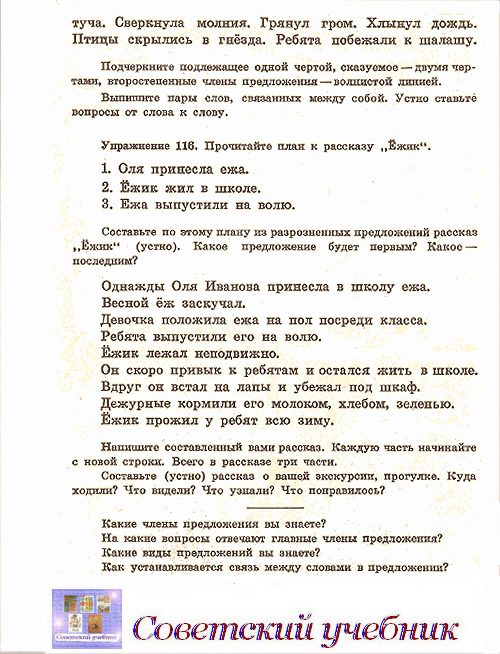 туча. Сверкнула молния. Грянул гром. Хлынул дождь.
Птицы скрылись в гнёзда. Ребята побежали к шалашу.
Подчеркните подлежащее одной чертой, сказуемое — двумя чер-
тами, второстепенные члены предложения — волнистой линией.
Выпишите пары слов, связанных между собой. Устно ставьте
вопросы от слова к слову.
Упражнение 116. Прочитайте план к рассказу „Ёжик“.
1. Оля принесла ежа.
2. Ёжик жил в школе.
3. Ежа выпустили на волю.
Составьте по этому плану из разрозненных предложений рассказ
„Ёжик“ (устно). Какое предложение будет первым? Какое —
последним?
Однажды Оля Иванова принесла в школу ежа.
Весной ёж заскучал.
Девочка положила ежа на пол посреди класса.
Ребята выпустили его на волю.
Ёжик лежал неподвижно.
Он скоро привык к ребятам и остался жить в школе.
Вдруг он встал на лапы и убежал под шкаф.
Дежурные кормили его молоком, хлебом, зеленью.
Ёжик прожил у ребят всю зиму.
Напишите составленный вами рассказ. Каждую часть начинайте
с новой строки. Всего в рассказе три части.
Составьте (устно) рассказ о вашей экскурсии, прогулке. Куда
ходили? Что видели? Что узнали? Что понравилось?
Какие члены предложения вы знаете?
На какие вопросы отвечают главные члены предложения?
Какие виды предложений вы знаете?
Как устанавливается связь между словами в предложении?
Советский учебник
Советский учебник